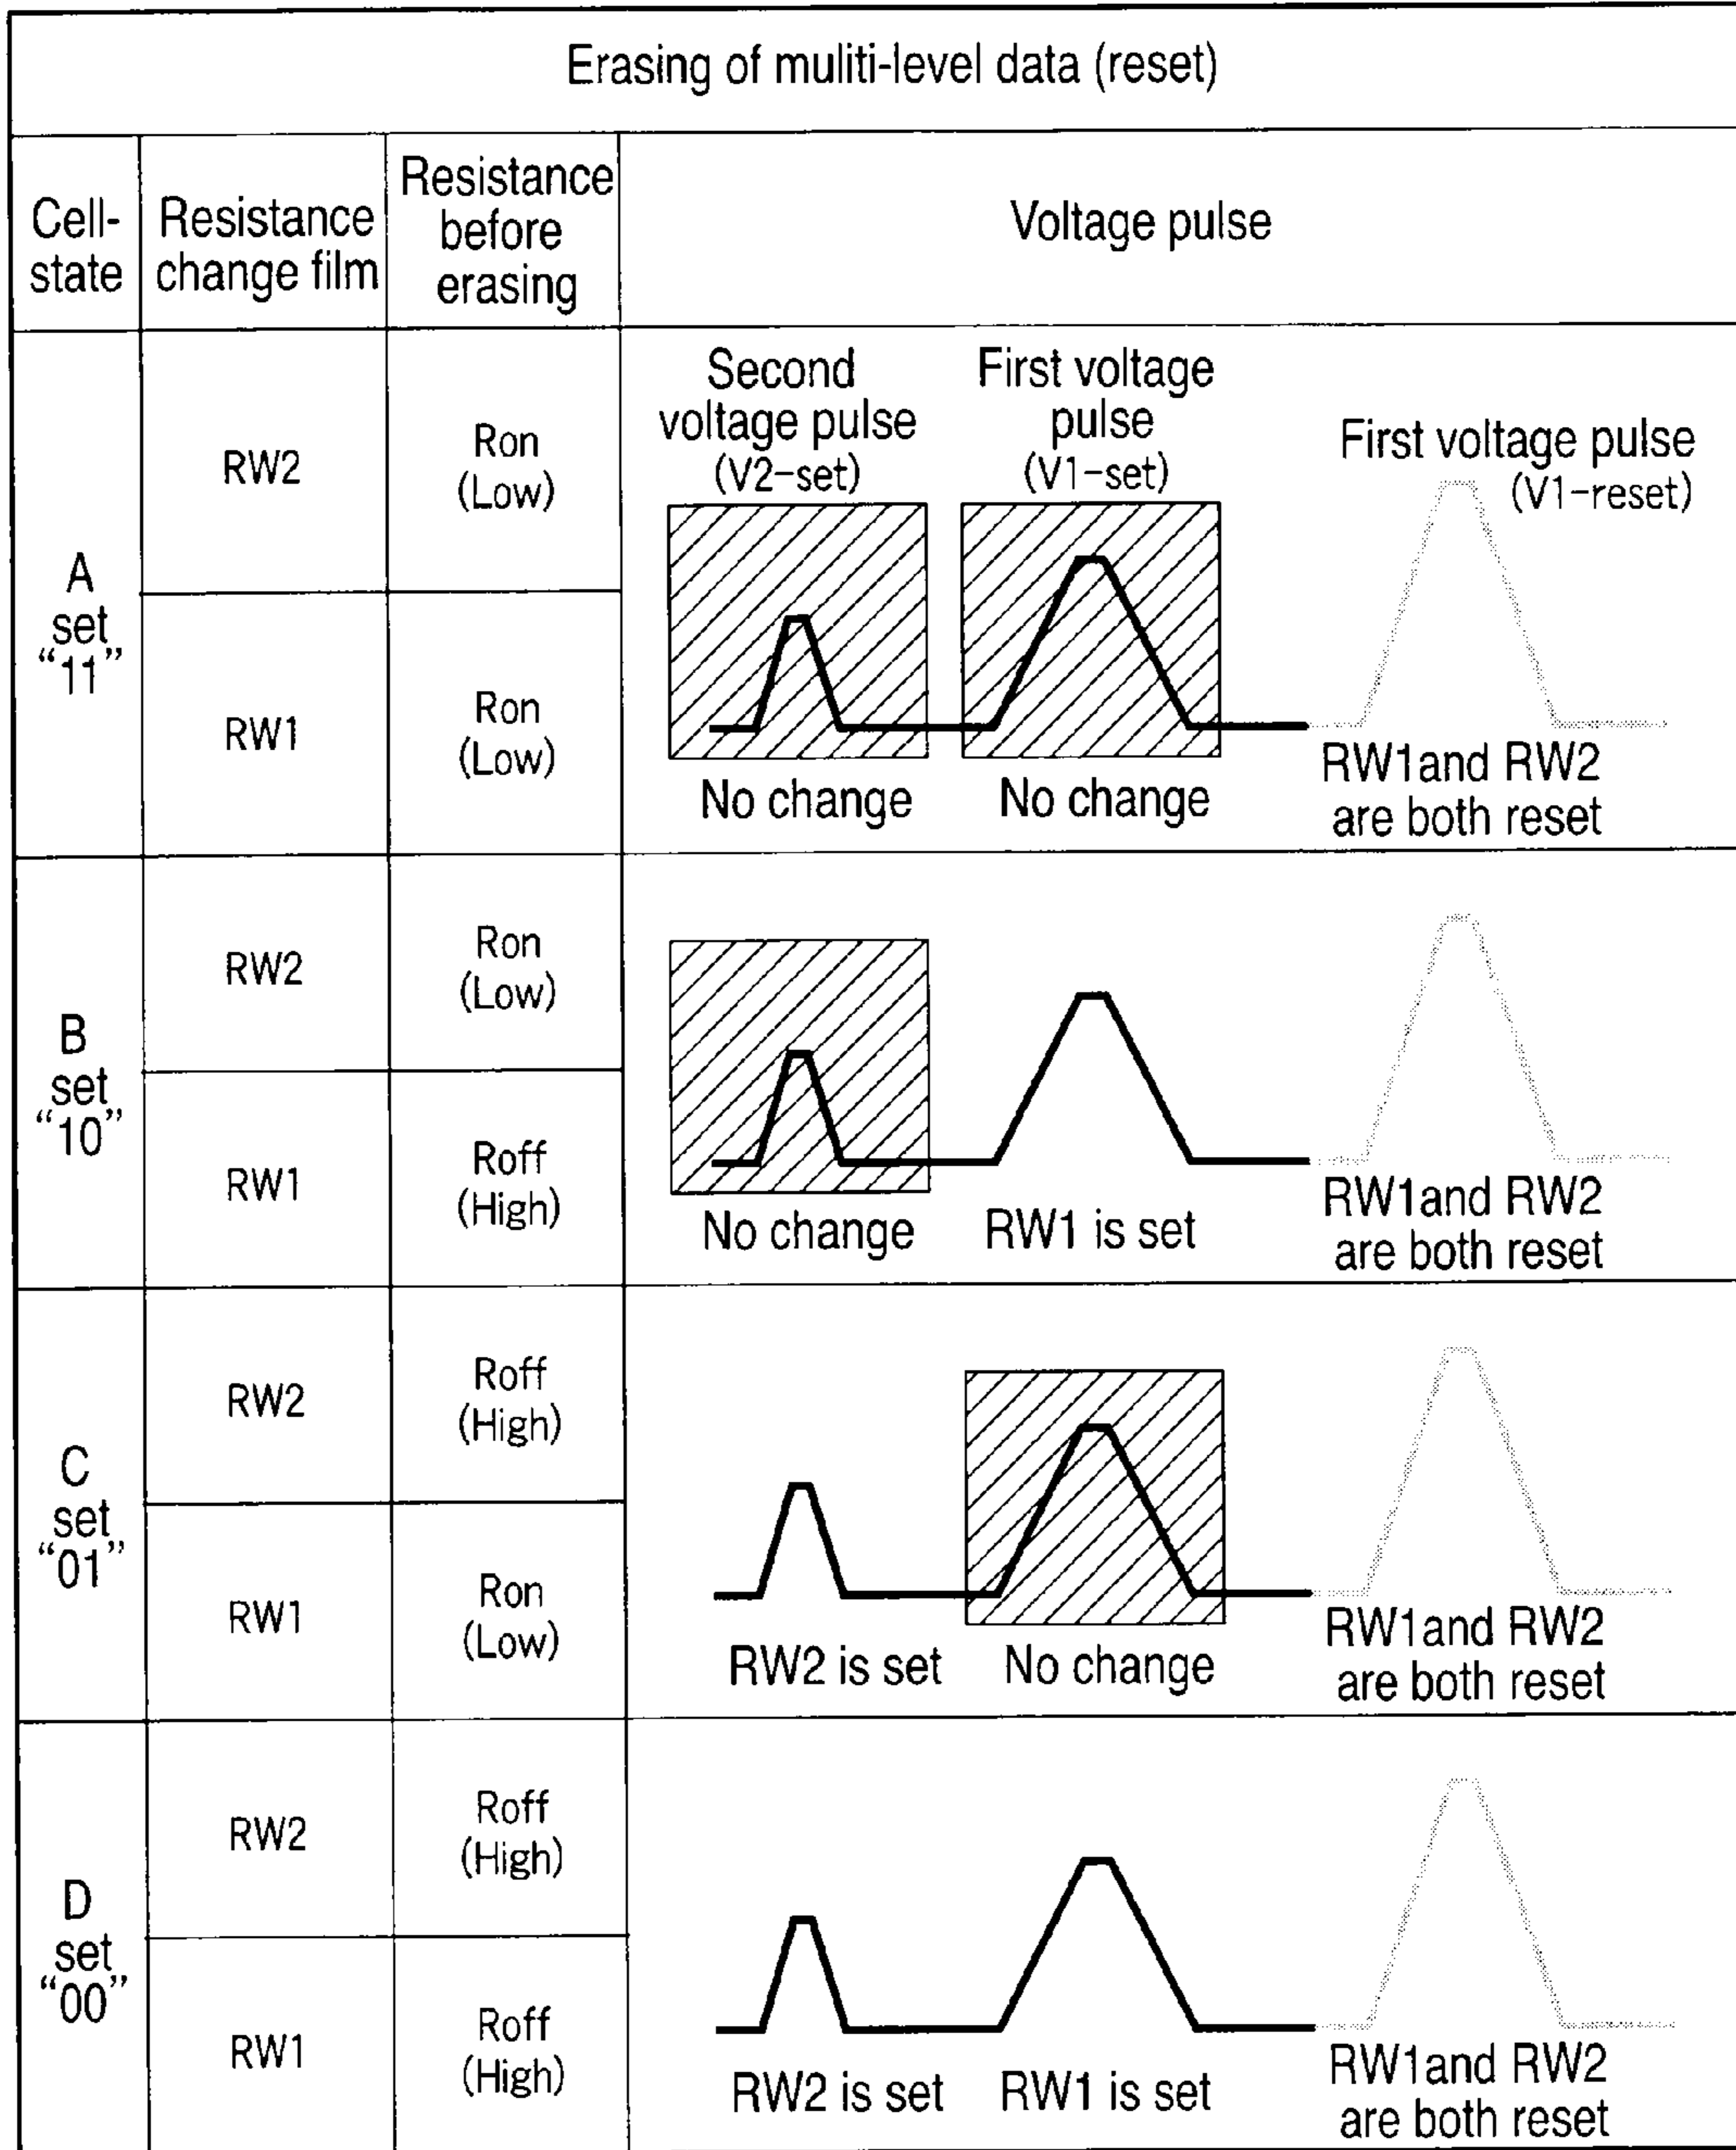 Erasing of muliti-level data (reset)
Cell-
state
Resistance
change film
Resistance
before
erasing
Voltage pulse
A
set
“11”
RW2
Ron
(Low)
RW1
Ron
(Low)
Second
voltage pulse
(V2-set)
First voltage
pulse
(V1-set)
First voltage pulse
(V1-reset)
No change
No change
RW1and RW2
are both reset
B
set
“10”
RW2
Ron
(Low)
RW1
Roff
(High)
No change
RW1 is set
RW1and RW2
are both reset
C
set
“01”
RW2
Roff
(High)
RW1
Ron
(Low)
RW2 is set
No change
RW1and RW2
are both reset
D
set
“00”
RW2
Roff
(High)
RW1
Roff
(High)
RW2 is set
RW1 is set
RW1and RW2
are both reset